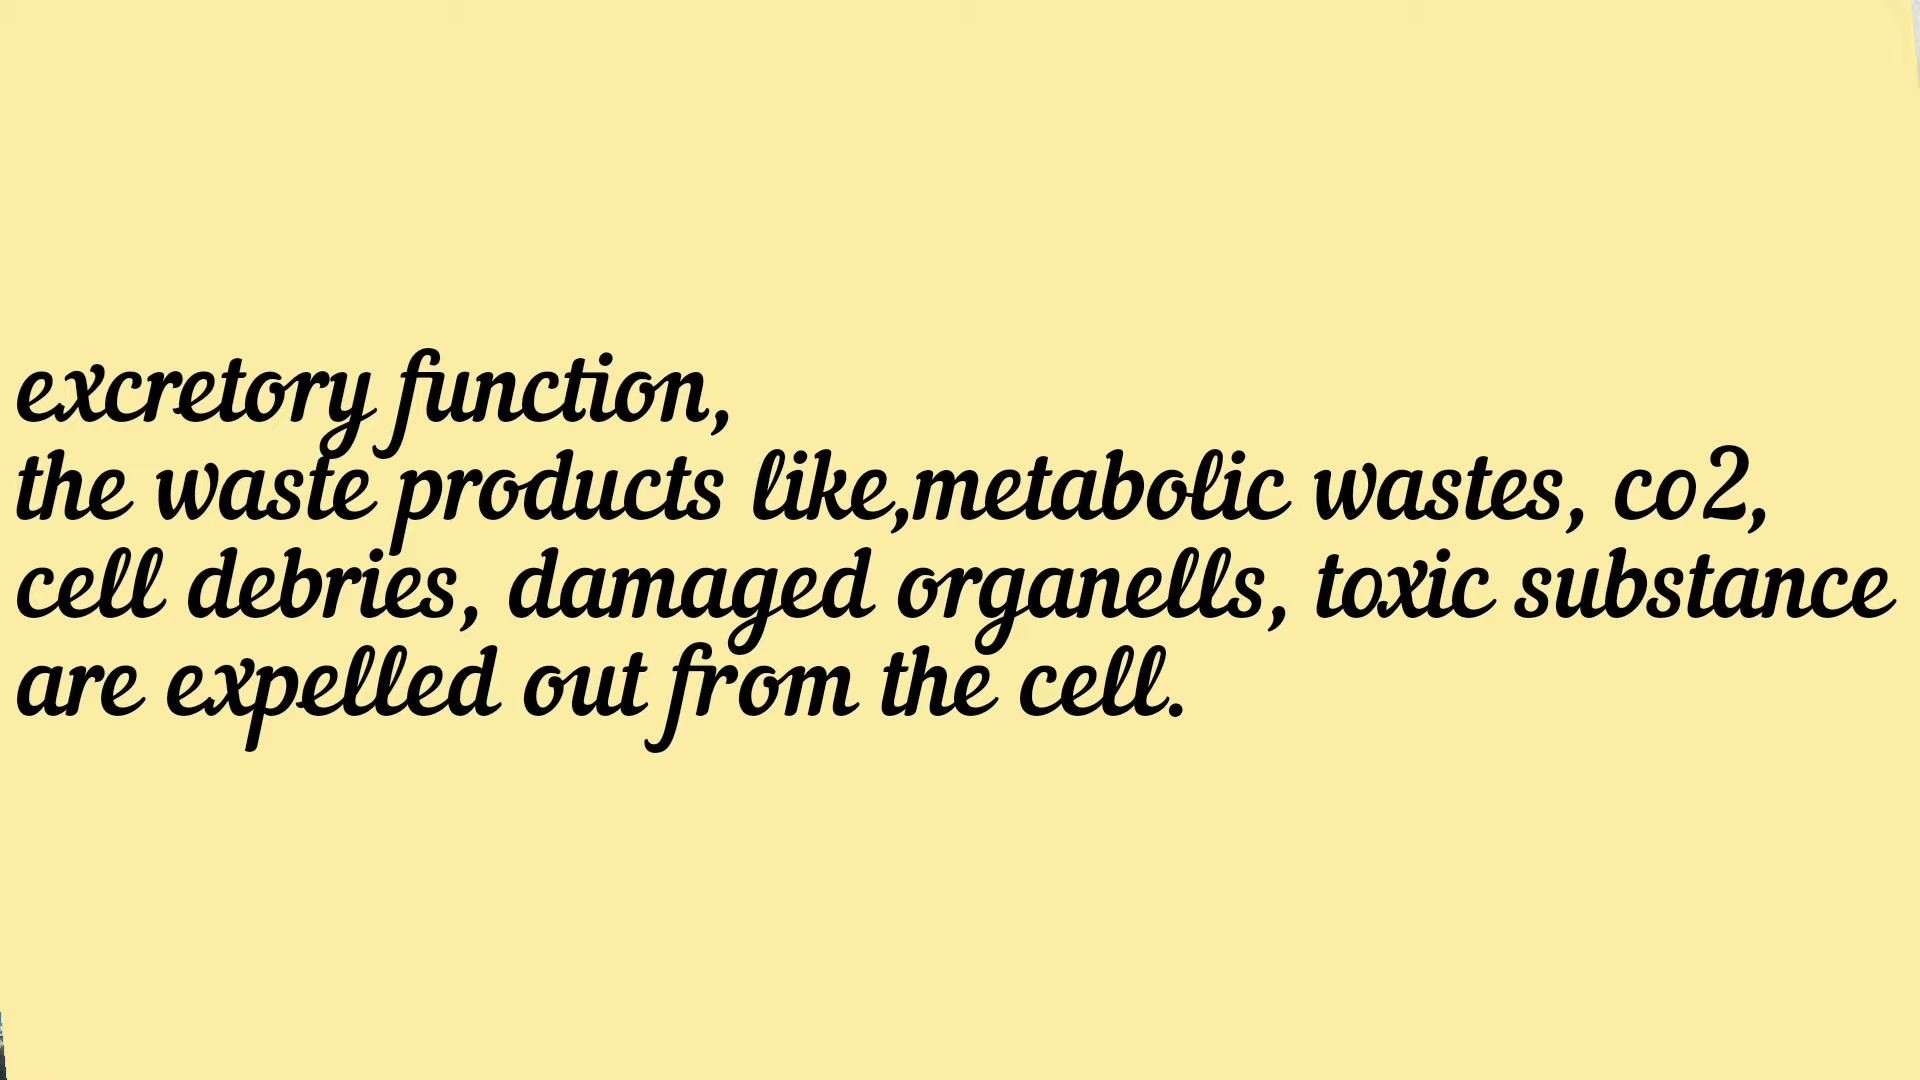 excretory function,
the waste products like,metabolic wastes, co2,
cell debries, damaged organells, toxic substance
are expelled out from the cell.